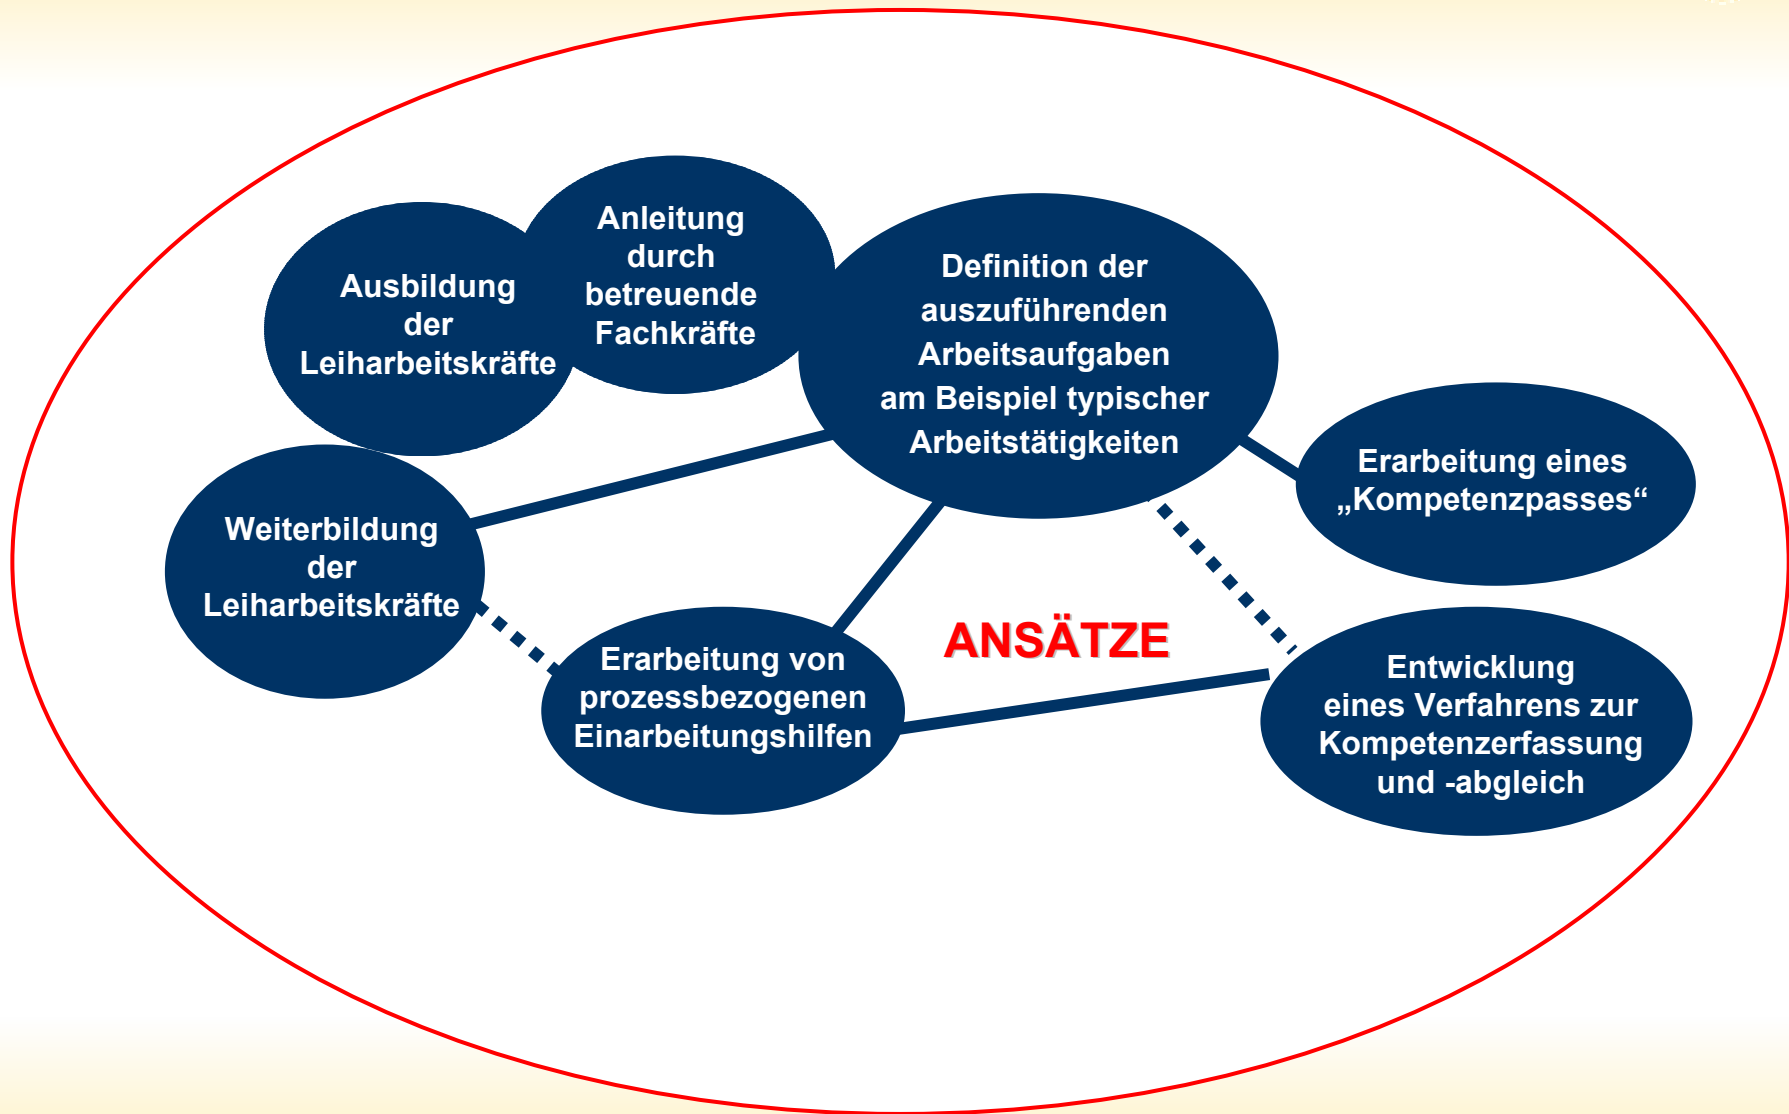 Anleitung
durch
betreuende
Fachkräfte
Ausbildung
der
Leiharbeitskräfte
Definition der
auszuführenden
Arbeitsaufgaben
am Beispiel typischer
Arbeitstätigkeiten
Erarbeitung eines
„Kompetenzpasses“
Weiterbildung
der
Leiharbeitskräfte
ANSÄTZE
Erarbeitung von
prozessbezogenen
Einarbeitungshilfen
Entwicklung
eines Verfahrens zur
Kompetenzerfassung
und -abgleich